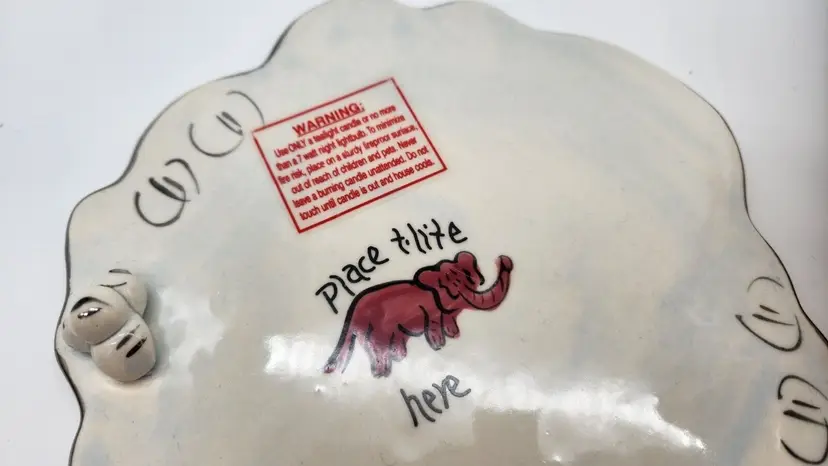 WARNING:
Use ONLY a tealight candle or no more
than a 7 watt night lightbulb. To minimize
fire risk, place on a sturdy fireproof surface,
out of reach of children and pets. Never
leave a burning candle unattended. Do not
touch until candle is out and house cools.
place t·lite
here